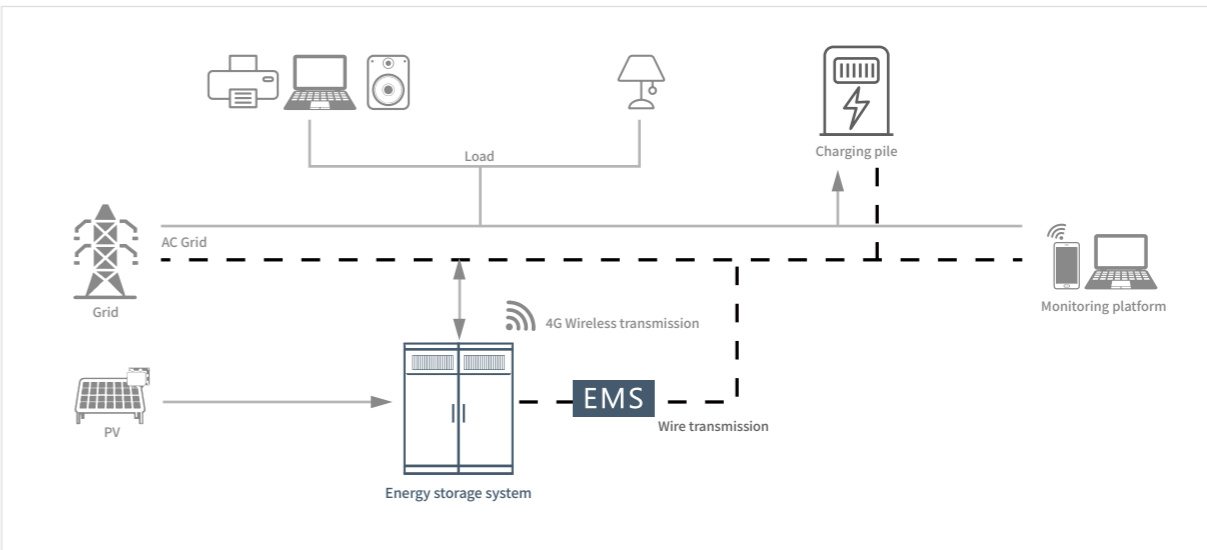 Load
Charging pile
AC Grid
Grid
Monitoring platform
4G Wireless transmission
PV
EMS
Wire transmission
Energy storage system